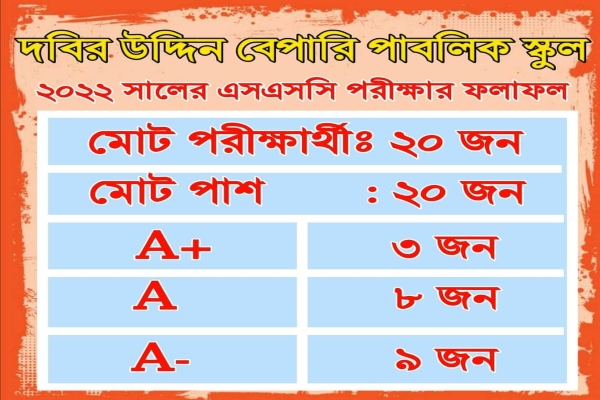 দবির উদ্দিন বেপারি পাবলিক স্কুল
২০২২ সালের এসএসসি পরীক্ষার ফলাফল
মোট পরীক্ষার্থীঃ ২০ জন
মোট পাশ : ২০ জন
A+ ৩ জন
A ৮ জন
A- ৯ জন